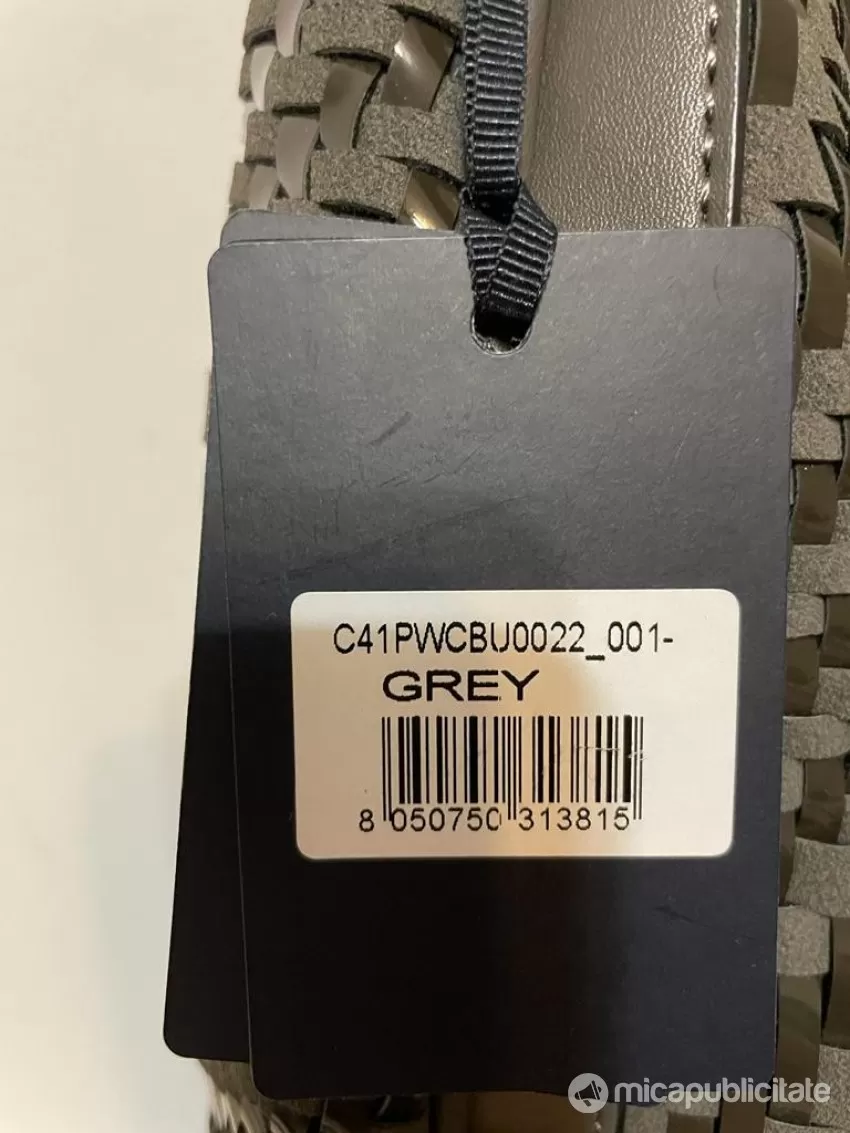 C41PWCBU0022_001-
GREY
8 050750 313815
micapublicitate